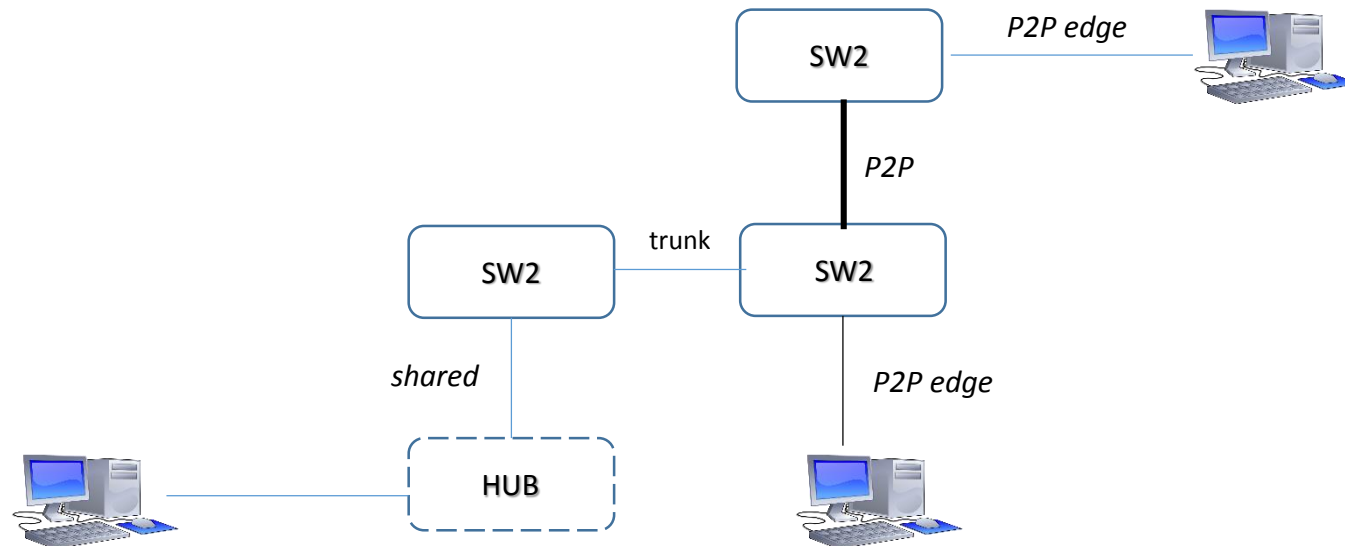 P2P edge
SW2
P2P
trunk
SW2
SW2
shared
P2P edge
HUB